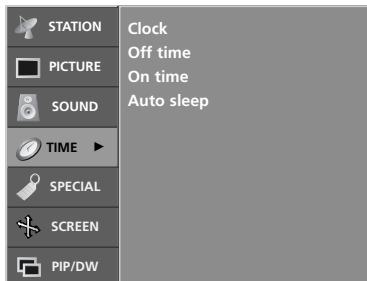 STATION
PICTURE
SOUND
TIME ►
SPECIAL
SCREEN
PIP/DW
Clock
Off time
On time
Auto sleep